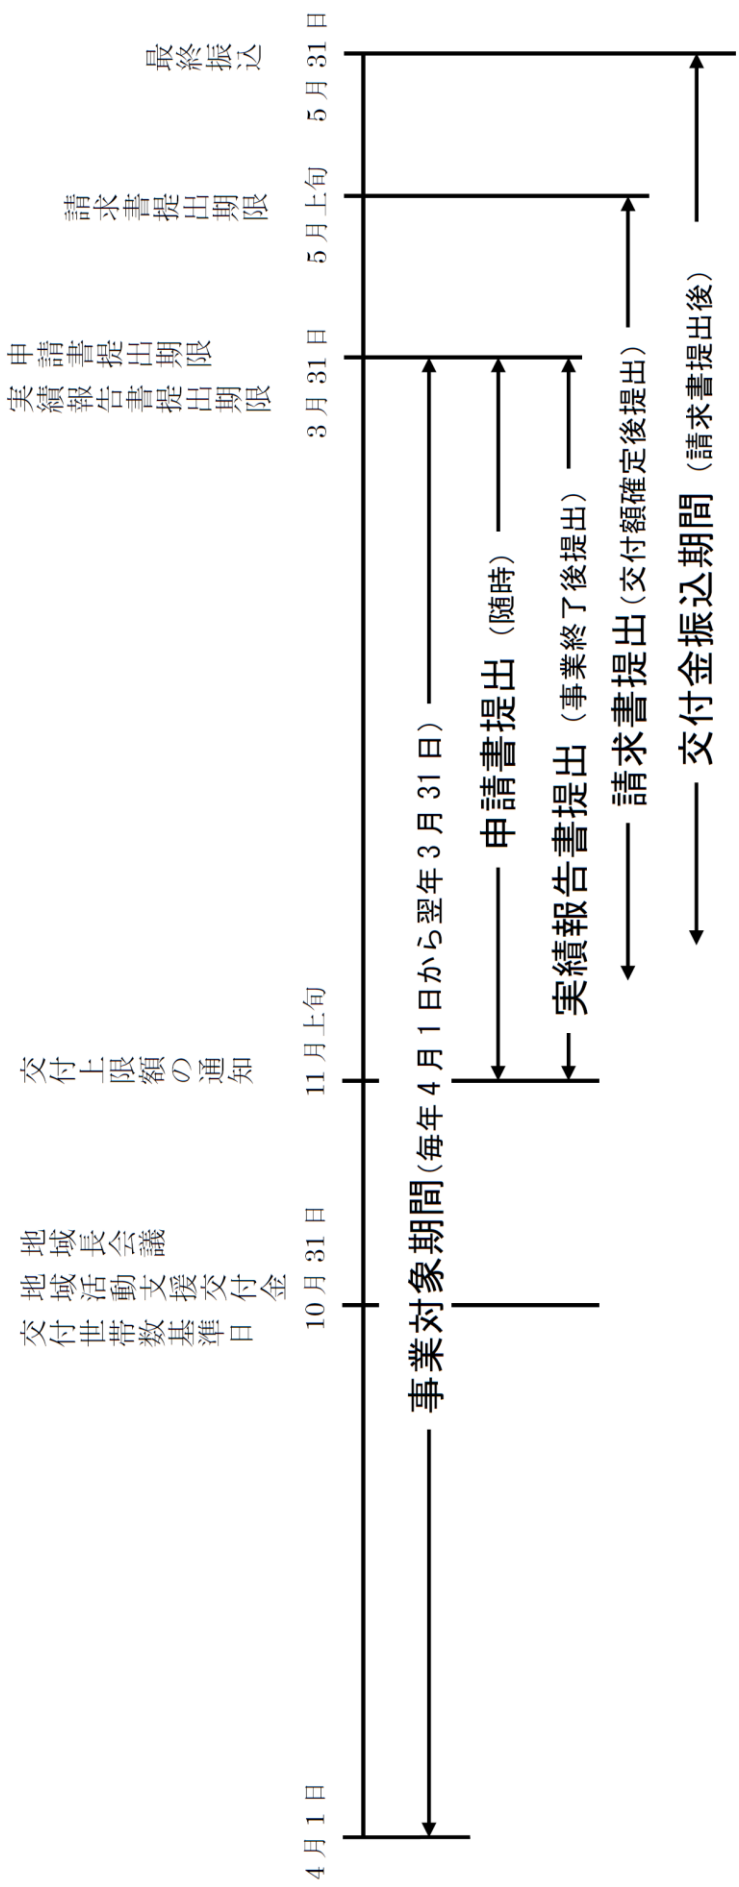 4月1日
10月31日
交付世帯数基準日
地域活動支援交付金
地域長会議
11月上旬
交付上限額の通知
3月31日
実績報告書提出期限
申請書提出期限
5月上旬
請求書提出期限
5月31日
最終振込
事業対象期間(毎年4月1日から翌年3月31日)
申請書提出(随時)
実績報告書提出(事業終了後提出)
請求書提出(交付額確定後提出)
交付金振込期間(請求書提出後)